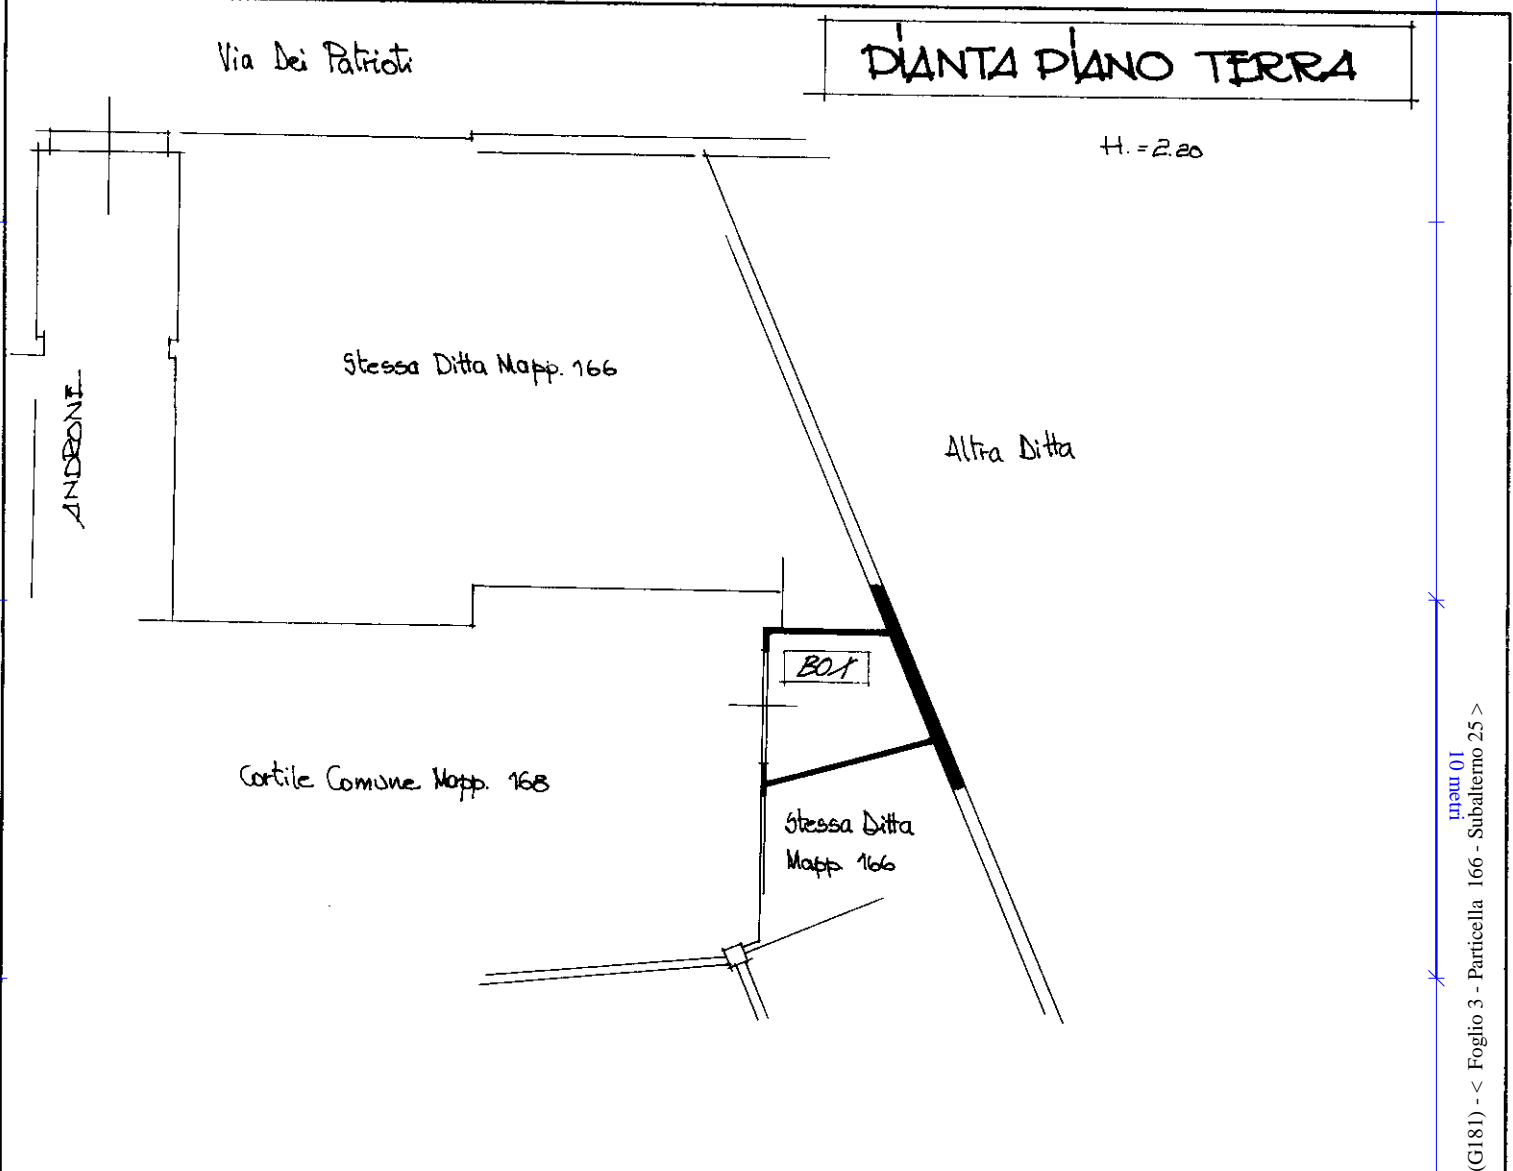 Via Dei Patrioti
PIANTA PIANO TERRA
H. = 2.20
Stessa Ditta Mapp. 166
ANDRONE
Altra Ditta
BOX
Cortile Comune Mapp. 168
Stessa Ditta
Mapp. 166
10 metri
(G181) - < Foglio 3 - Particella 166 - Subalterno 25 >